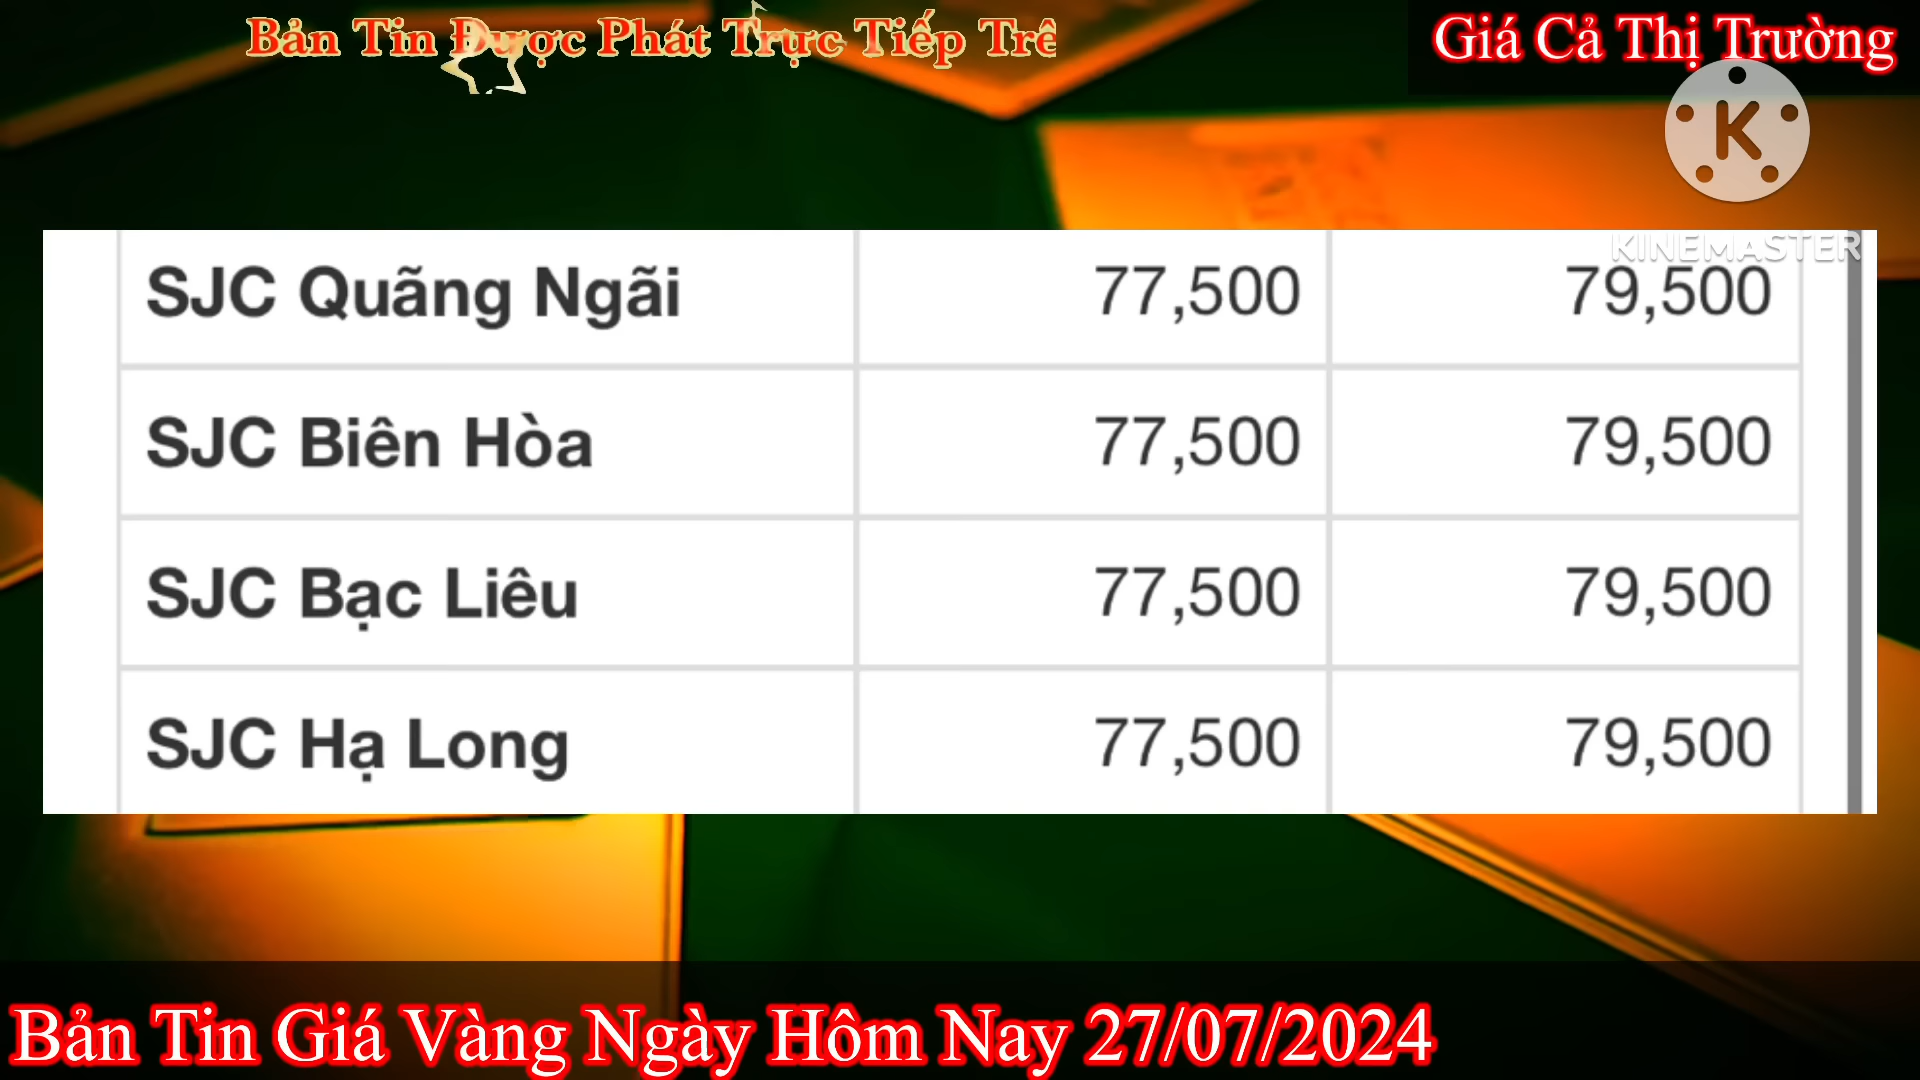 Bản Tin Được Phát Trực Tiếp Trê
Giá Cả Thị Trường
K
KINEMASTER
SJC Quãng Ngãi 77,500 79,500
SJC Biên Hòa 77,500 79,500
SJC Bạc Liêu 77,500 79,500
SJC Hạ Long 77,500 79,500
Bản Tin Giá Vàng Ngày Hôm Nay 27/07/2024